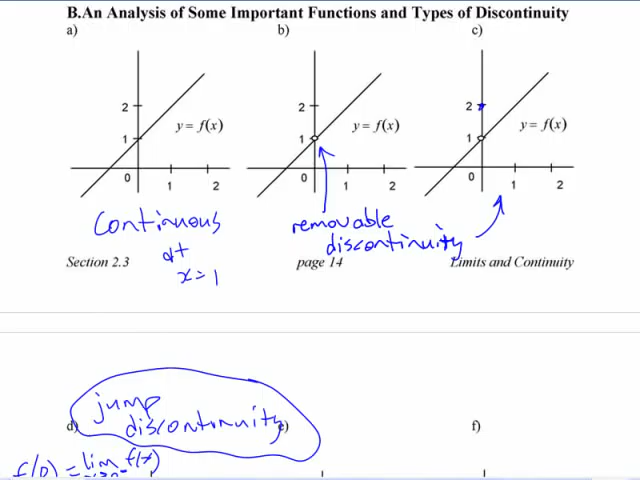 B.An Analysis of Some Important Functions and Types of Discontinuity
a) b) c)
2 2 2
y = f(x) y = f(x) y = f(x)
1 1 1
0 1 2 0 1 2 0 1 2
continuous
at
x=1
removable
discontinuity
Section 2.3 page 14 Limits and Continuity
jump
discontinuity
d) e) f)
f(0) = lim f(x)